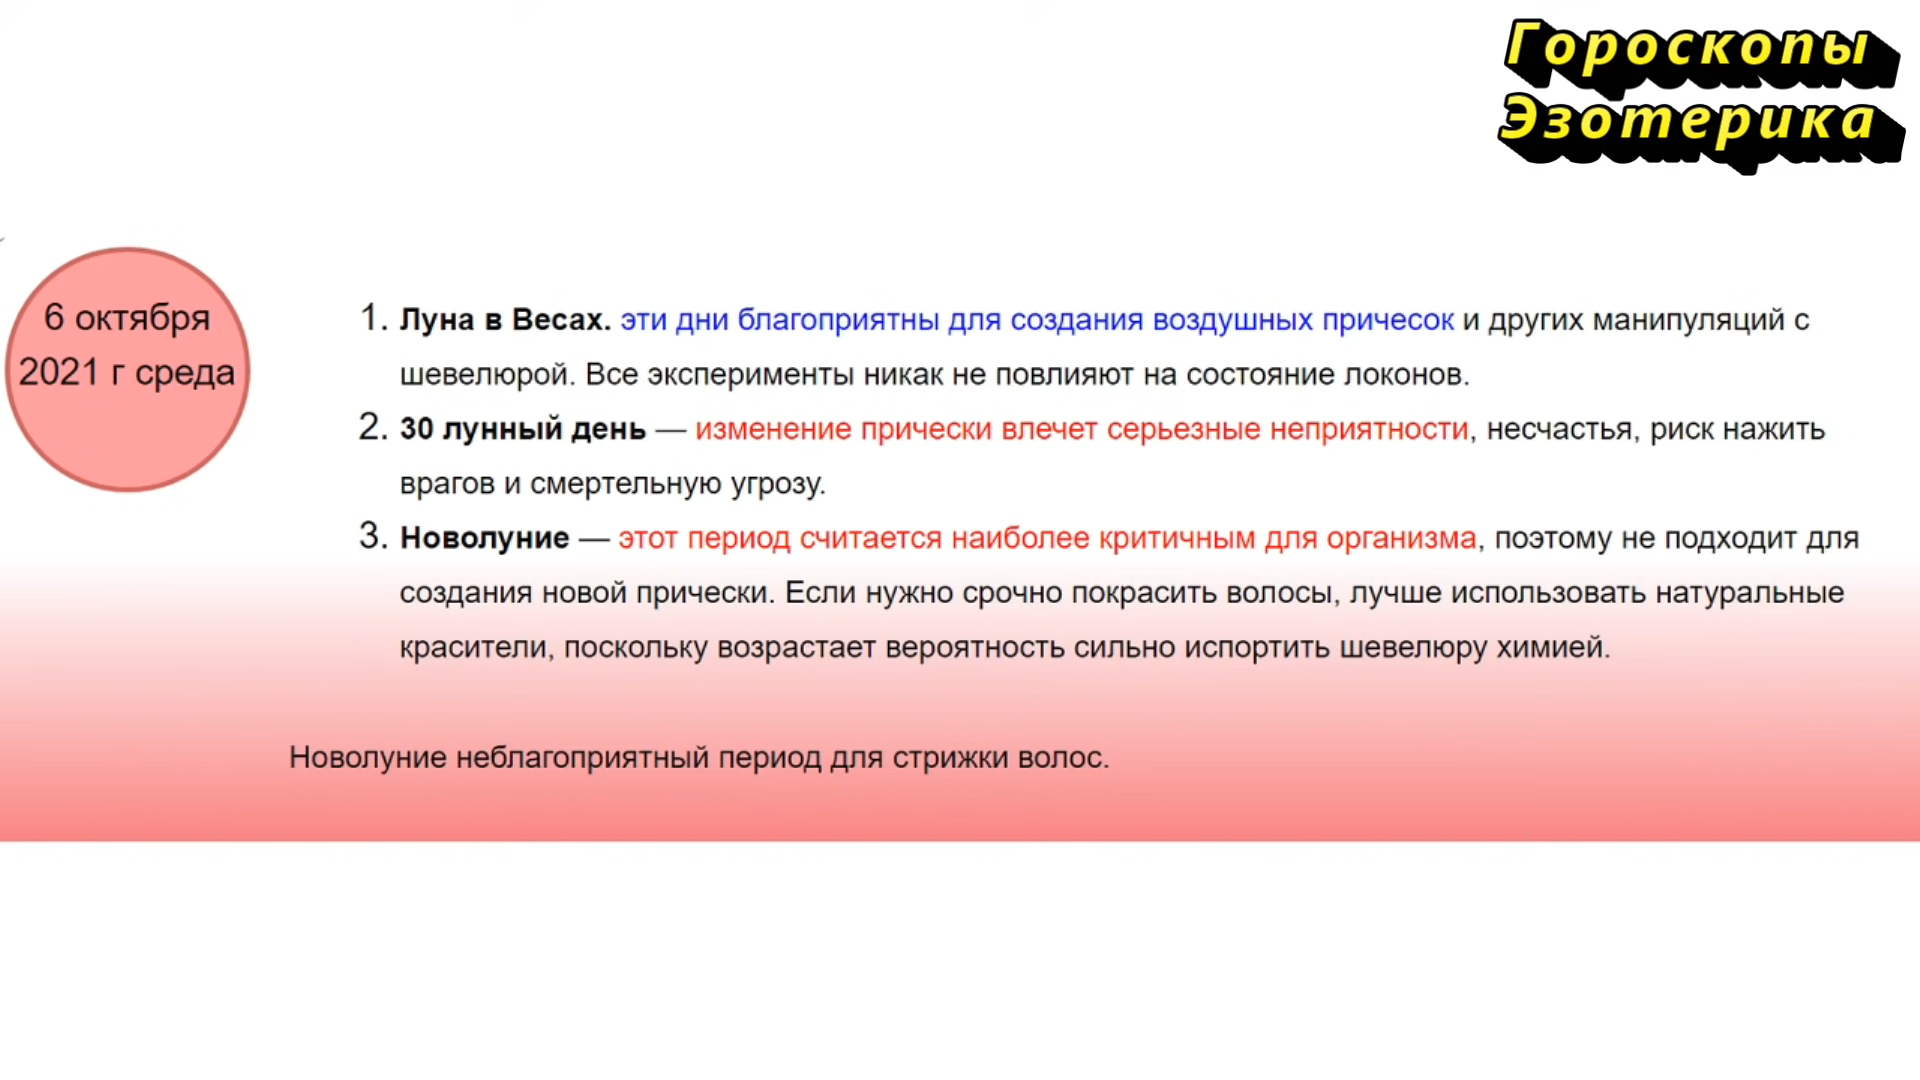 Гороскопы
Эзотерика
6 октября
2021 г среда
1. Луна в Весах. эти дни благоприятны для создания воздушных причесок и других манипуляций с
шевелюрой. Все эксперименты никак не повлияют на состояние локонов.
2. 30 лунный день — изменение прически влечет серьезные неприятности, несчастья, риск нажить
врагов и смертельную угрозу.
3. Новолуние — этот период считается наиболее критичным для организма, поэтому не подходит для
создания новой прически. Если нужно срочно покрасить волосы, лучше использовать натуральные
красители, поскольку возрастает вероятность сильно испортить шевелюру химией.
Новолуние неблагоприятный период для стрижки волос.